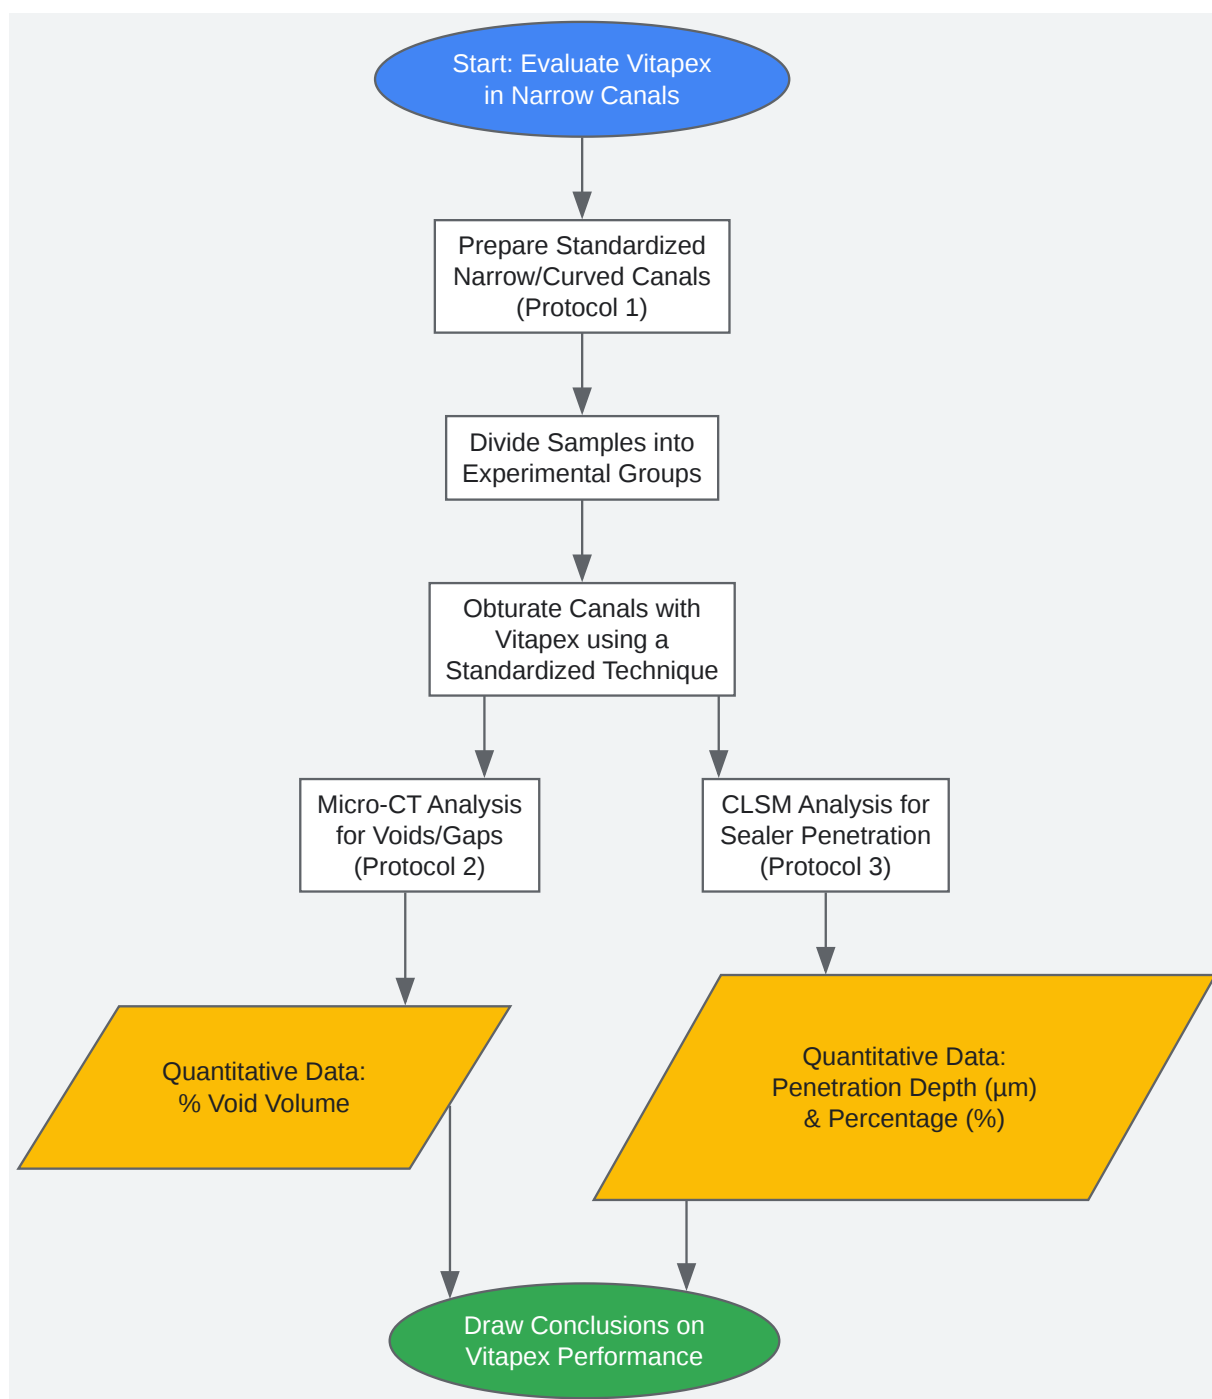 Start: Evaluate Vitapex
in Narrow Canals
Prepare Standardized
Narrow/Curved Canals
(Protocol 1)
Divide Samples into
Experimental Groups
Obturate Canals with
Vitapex using a
Standardized Technique
Micro-CT Analysis
for Voids/Gaps
(Protocol 2)
CLSM Analysis for
Sealer Penetration
(Protocol 3)
Quantitative Data:
% Void Volume
Quantitative Data:
Penetration Depth (µm)
& Percentage (%)
Draw Conclusions on
Vitapex Performance